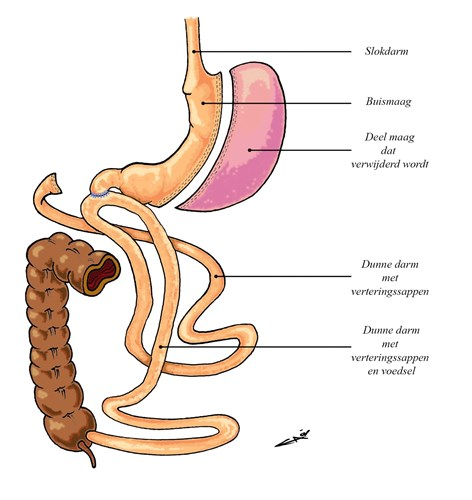 Slokdarm
Buismaag
Deel maag
dat
verwijderd wordt
Dunne darm
met
verteringssappen
Dunne darm
met
verteringssappen
en voedsel